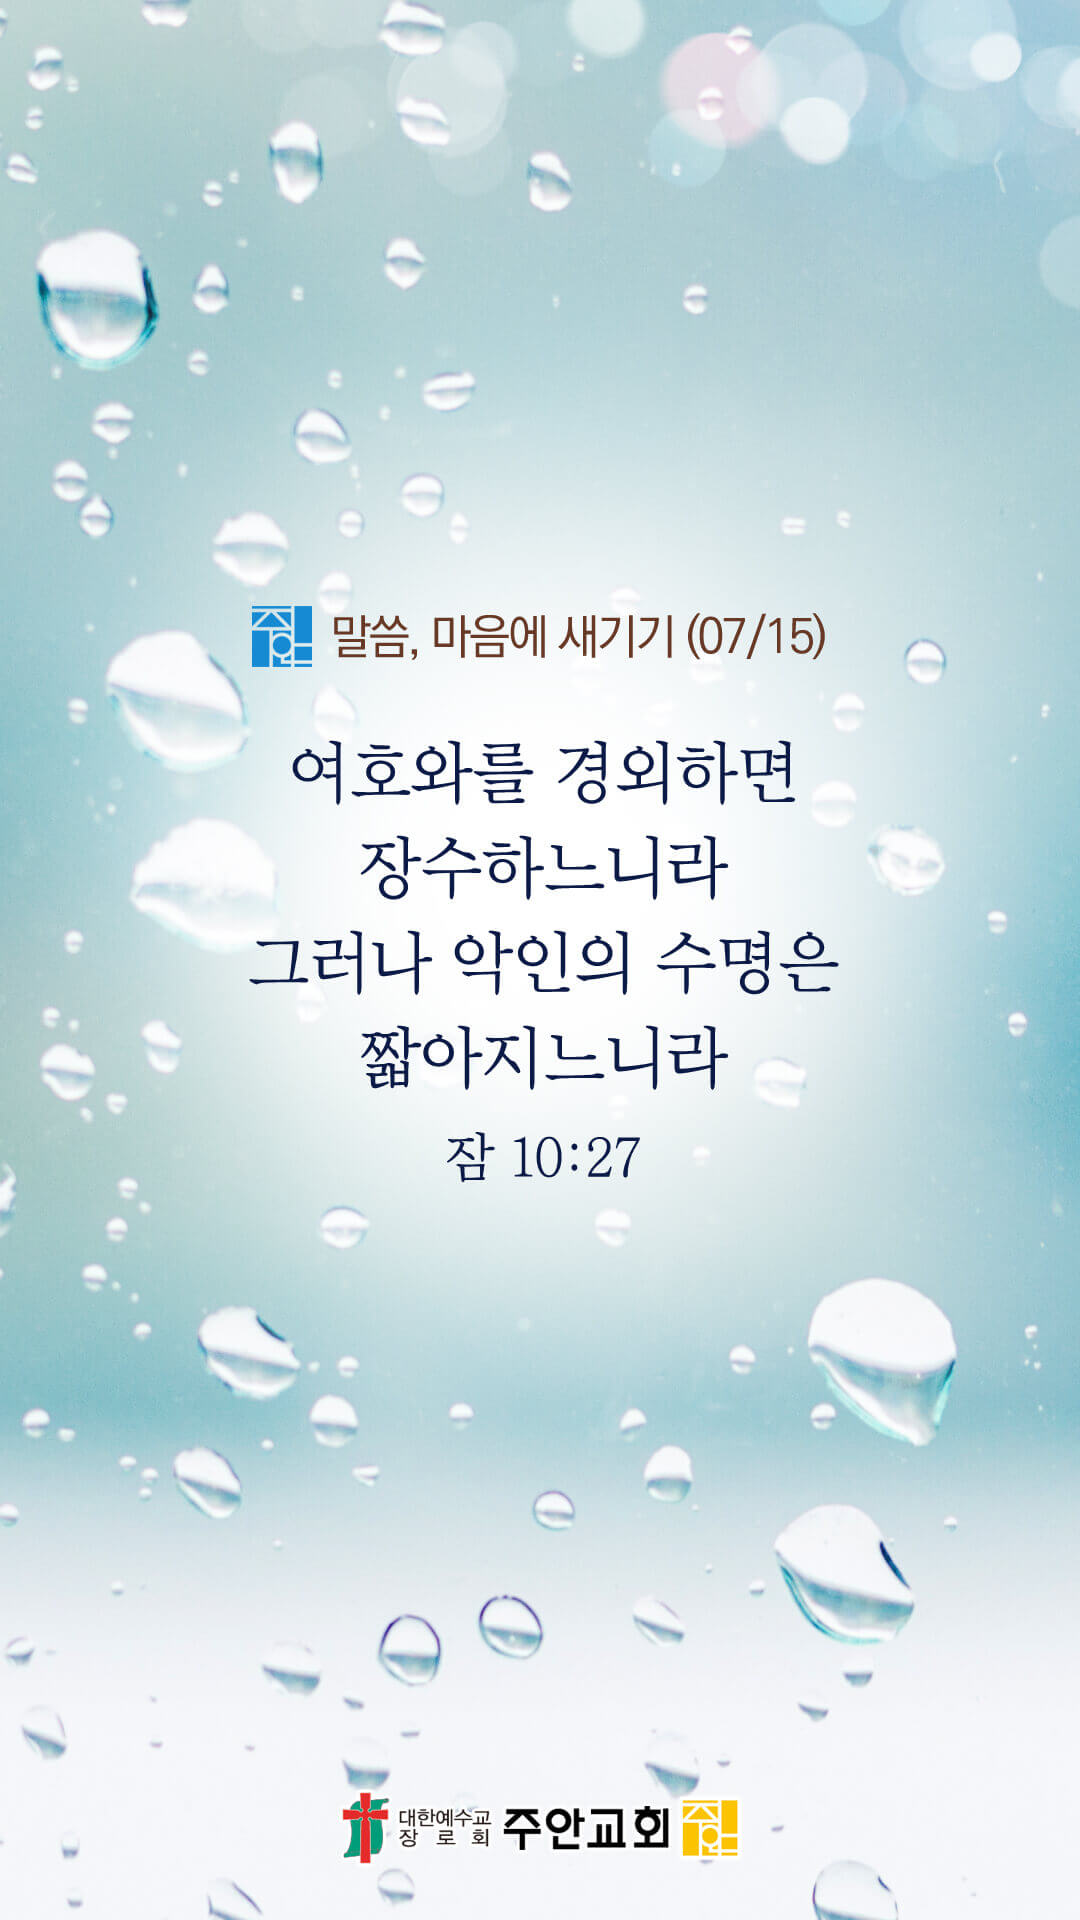 말씀, 마음에 새기기 (07/15)
여호와를 경외하면
장수하느니라
그러나 악인의 수명은
짧아지느니라
잠 10:27
대한예수교
장로회
주안교회